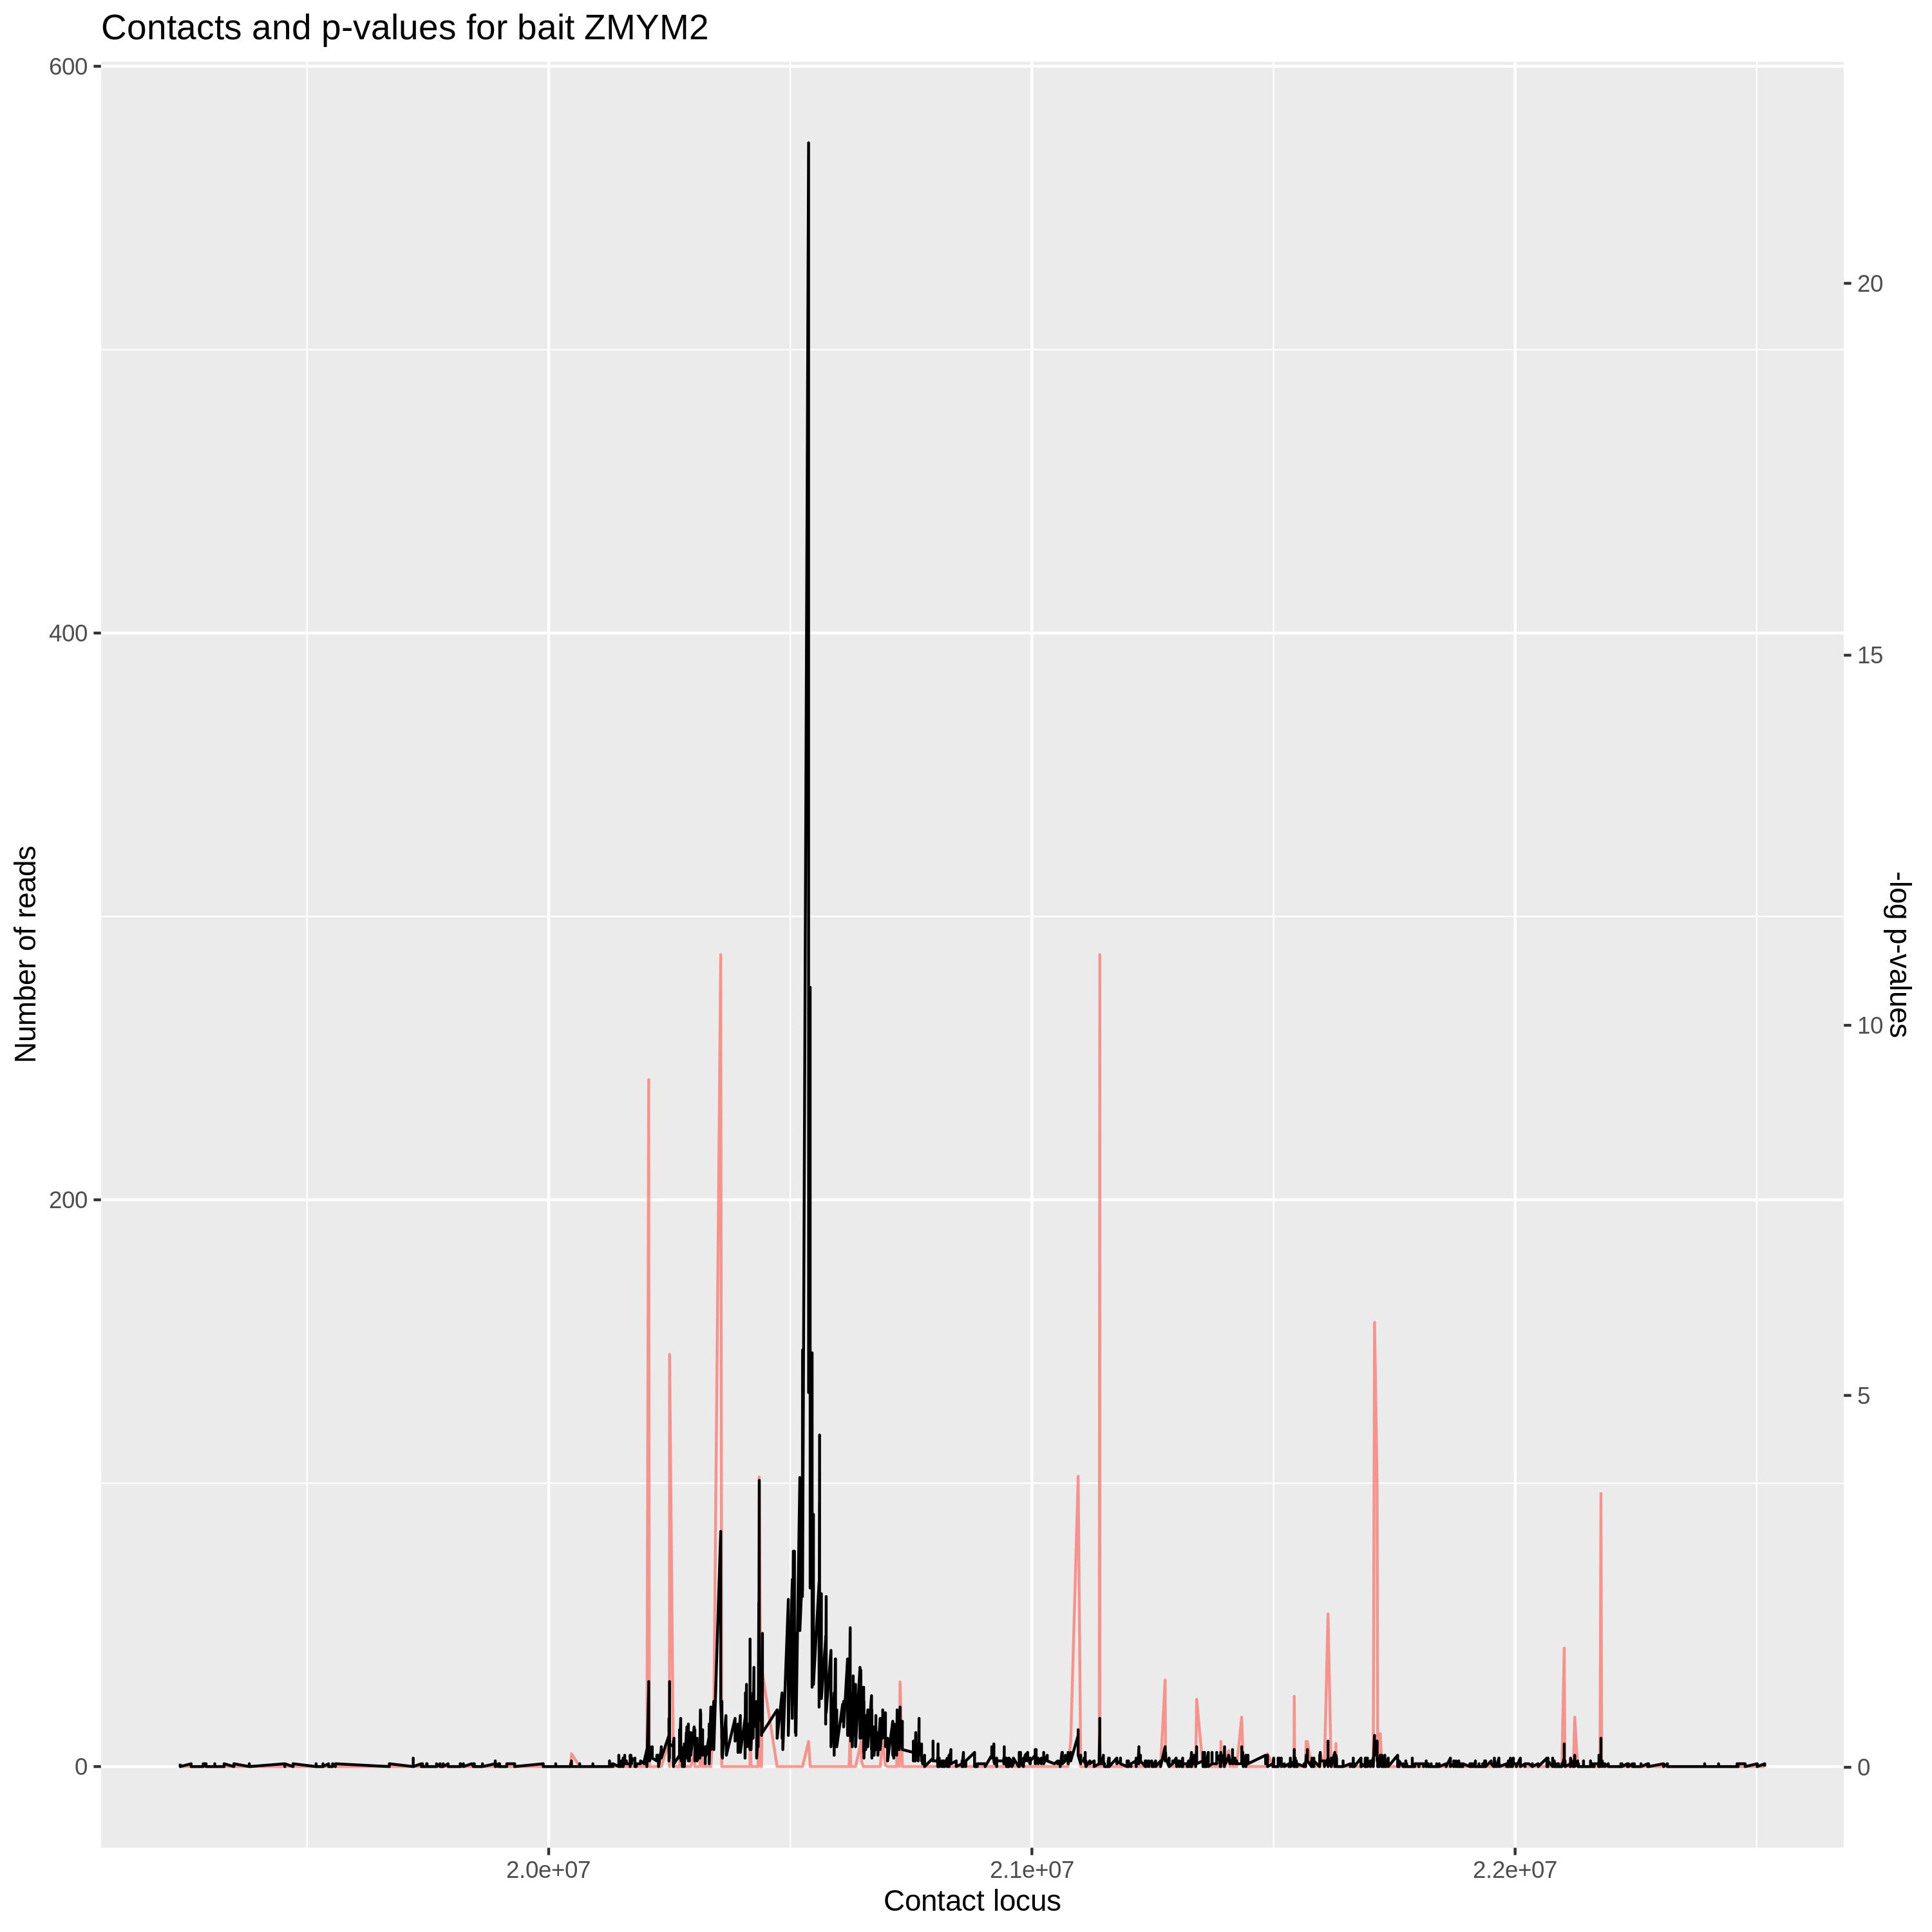 Contacts and p-values for bait ZMYM2
600
400
200
0
Number of reads
20
15
10
5
0
-log p-values
2.0e+07
2.1e+07
2.2e+07
Contact locus